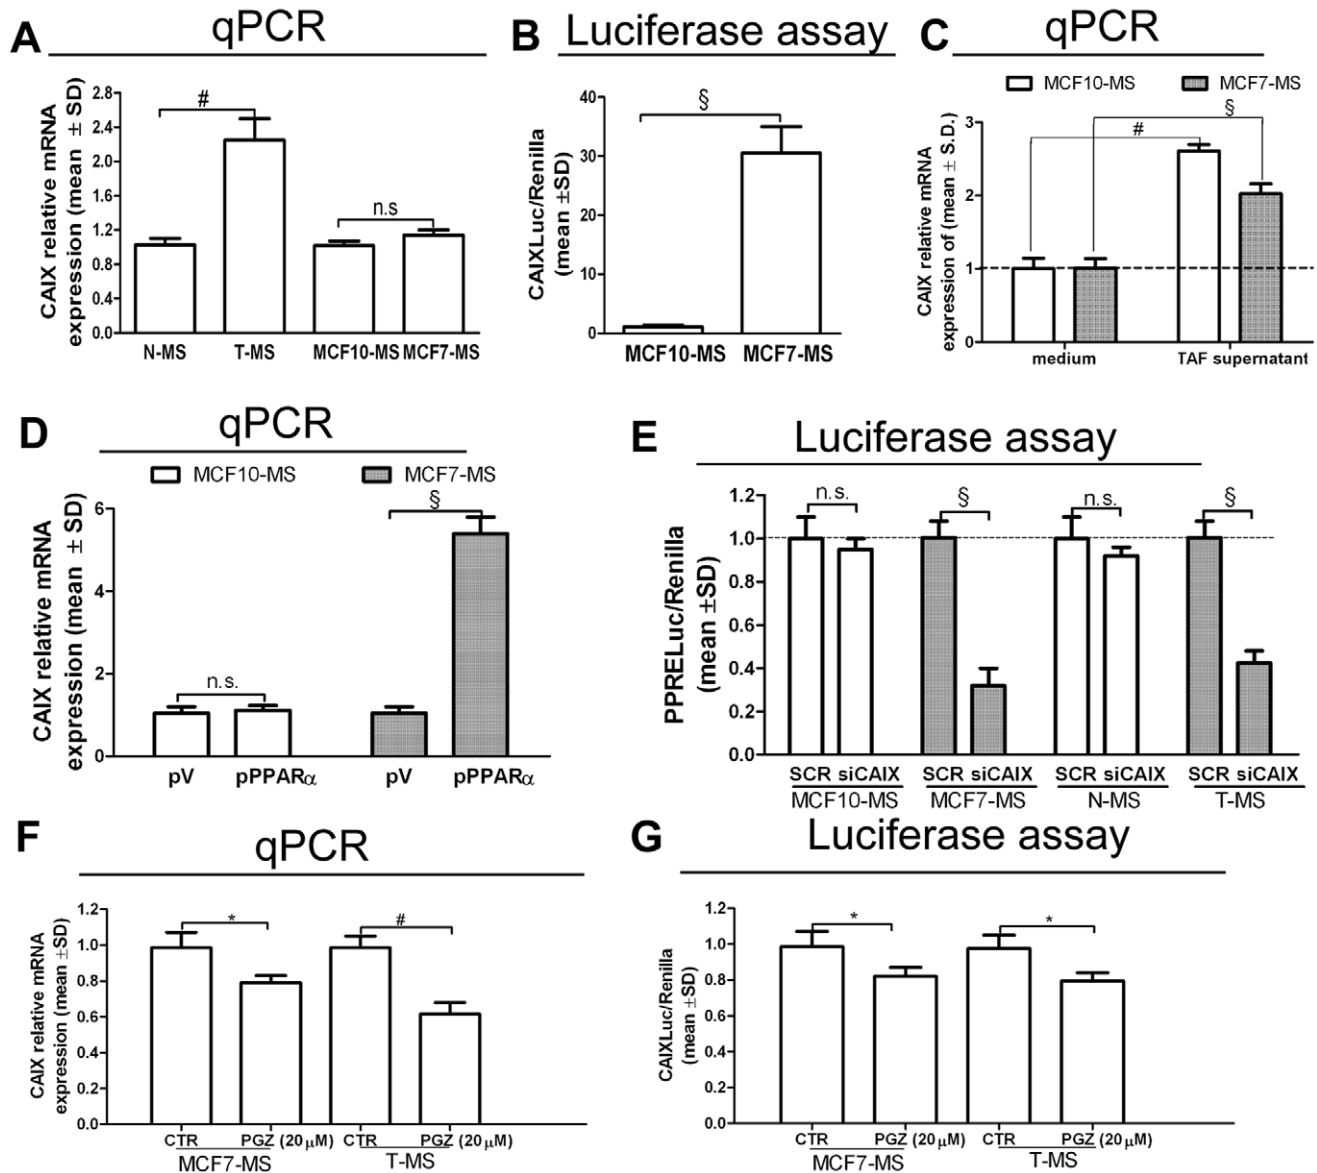 A
qPCR
CAIX relative mRNA
expression (mean ± SD)
2.8
2.4
2.0
1.6
1.2
0.8
0.4
0.0
#
n.s
N-MS T-MS MCF10-MS MCF7-MS
B
Luciferase assay
CAIXLuc/Renilla
(mean ±SD)
40
30
20
10
0
§
MCF10-MS MCF7-MS
C
qPCR
MCF10-MS MCF7-MS
CAIX relative mRNA
expression of (mean ± S.D.)
3
2
1
0
#
§
medium TAF supernatant
D
qPCR
MCF10-MS MCF7-MS
CAIX relative mRNA
expression (mean ± SD)
6
4
2
0
n.s.
§
pV pPPARα pV pPPARα
E
Luciferase assay
PPRELuc/Renilla
(mean ±SD)
1.2
1.0
0.8
0.6
0.4
0.2
0.0
n.s. § n.s. §
SCR siCAIX SCR siCAIX SCR siCAIX SCR siCAIX
MCF10-MS MCF7-MS N-MS T-MS
F
qPCR
CAIX relative mRNA
expression (mean ±SD)
1.2
1.0
0.8
0.6
0.4
0.2
0.0
* #
CTR PGZ (20 µM) CTR PGZ (20 µM)
MCF7-MS T-MS
G
Luciferase assay
CAIXLuc/Renilla
(mean ±SD)
1.2
1.0
0.8
0.6
0.4
0.2
0.0
* *
CTR PGZ (20 µM) CTR PGZ (20 µM)
MCF7-MS T-MS